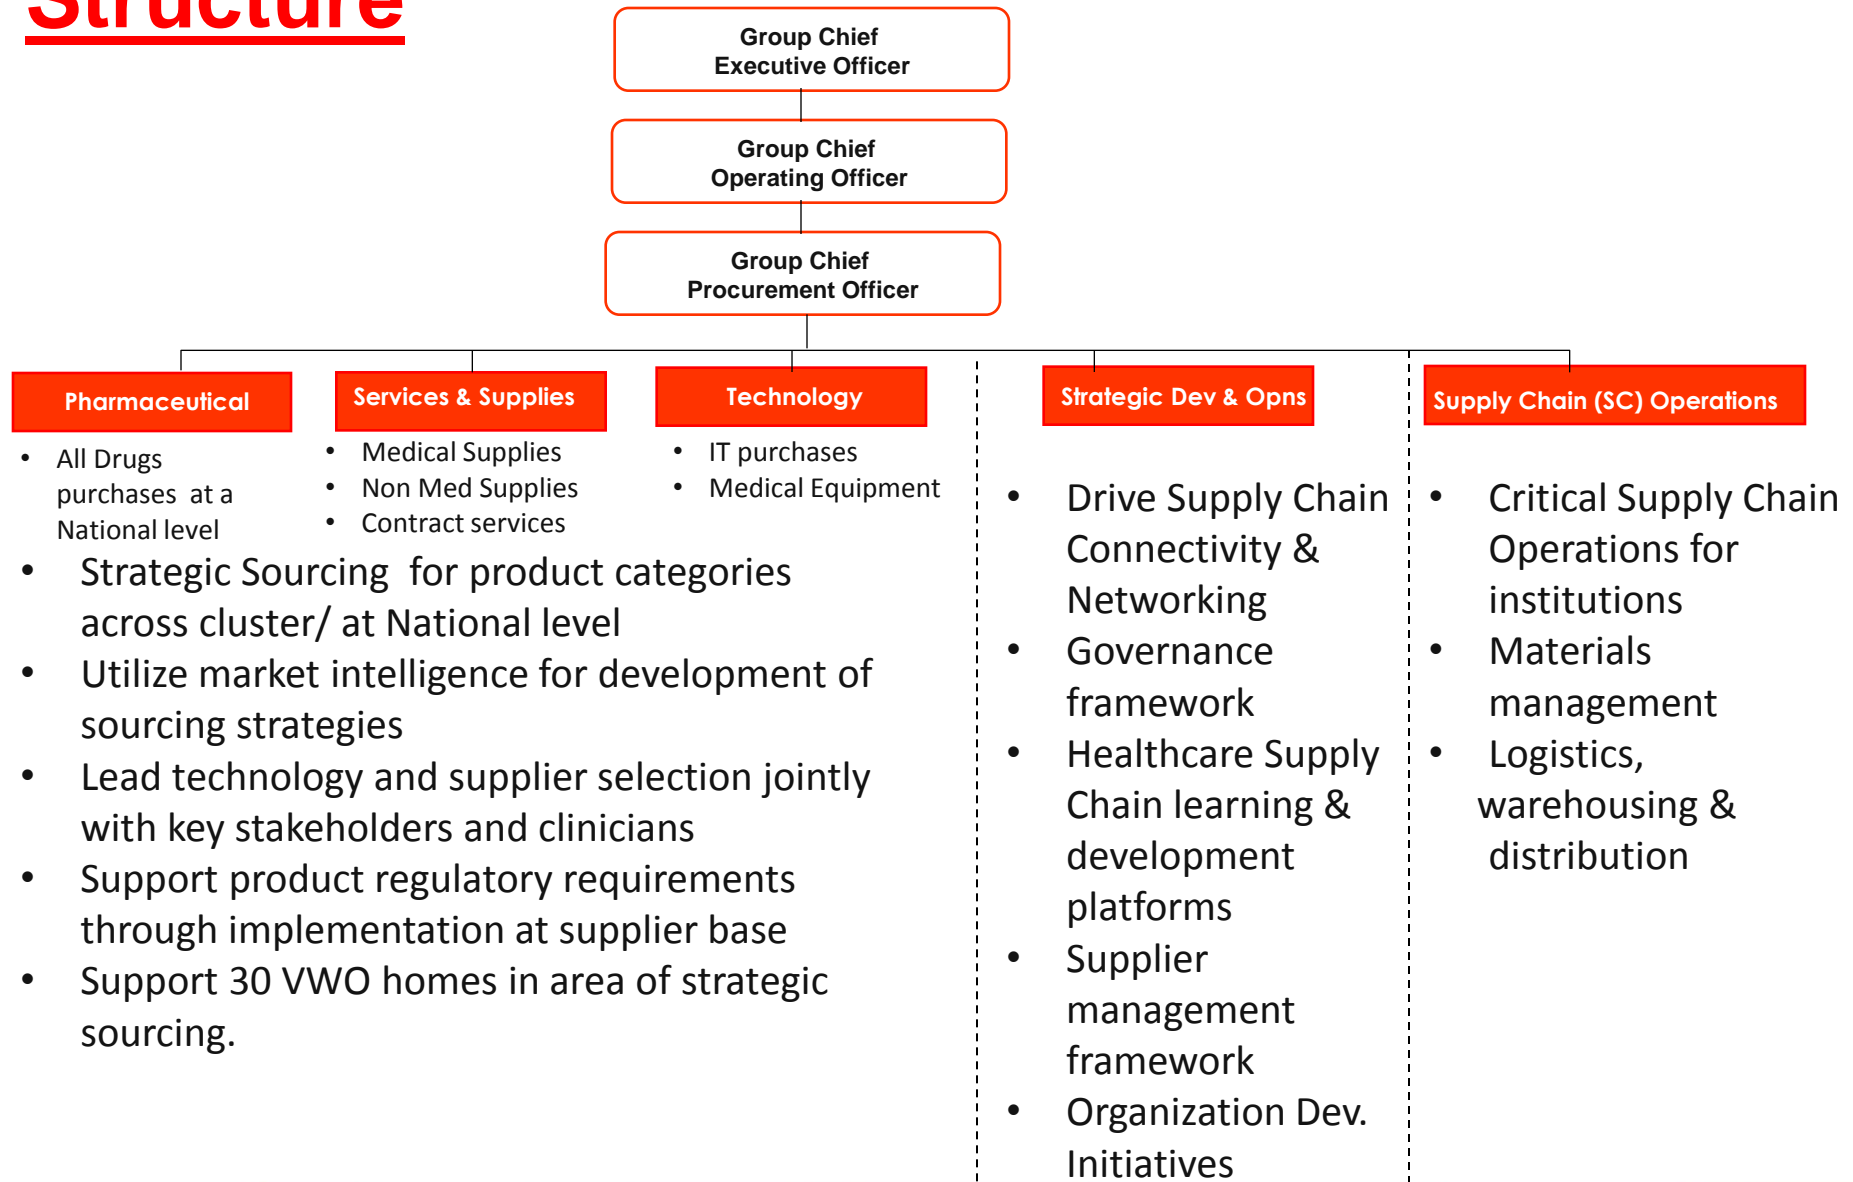 Structure
Group Chief
Executive Officer
Group Chief
Operating Officer
Group Chief
Procurement Officer
Pharmaceutical
Services & Supplies
Technology
Strategic Dev & Opns
Supply Chain (SC) Operations
• All Drugs
purchases at a
National level
• Medical Supplies
• Non Med Supplies
• Contract services
• IT purchases
• Medical Equipment
• Strategic Sourcing for product categories
across cluster/ at National level
• Utilize market intelligence for development of
sourcing strategies
• Lead technology and supplier selection jointly
with key stakeholders and clinicians
• Support product regulatory requirements
through implementation at supplier base
• Support 30 VWO homes in area of strategic
sourcing.
• Drive Supply Chain
Connectivity &
Networking
• Governance
framework
• Healthcare Supply
Chain learning &
development
platforms
• Supplier
management
framework
• Organization Dev.
Initiatives
• Critical Supply Chain
Operations for
institutions
• Materials
management
• Logistics,
warehousing &
distribution